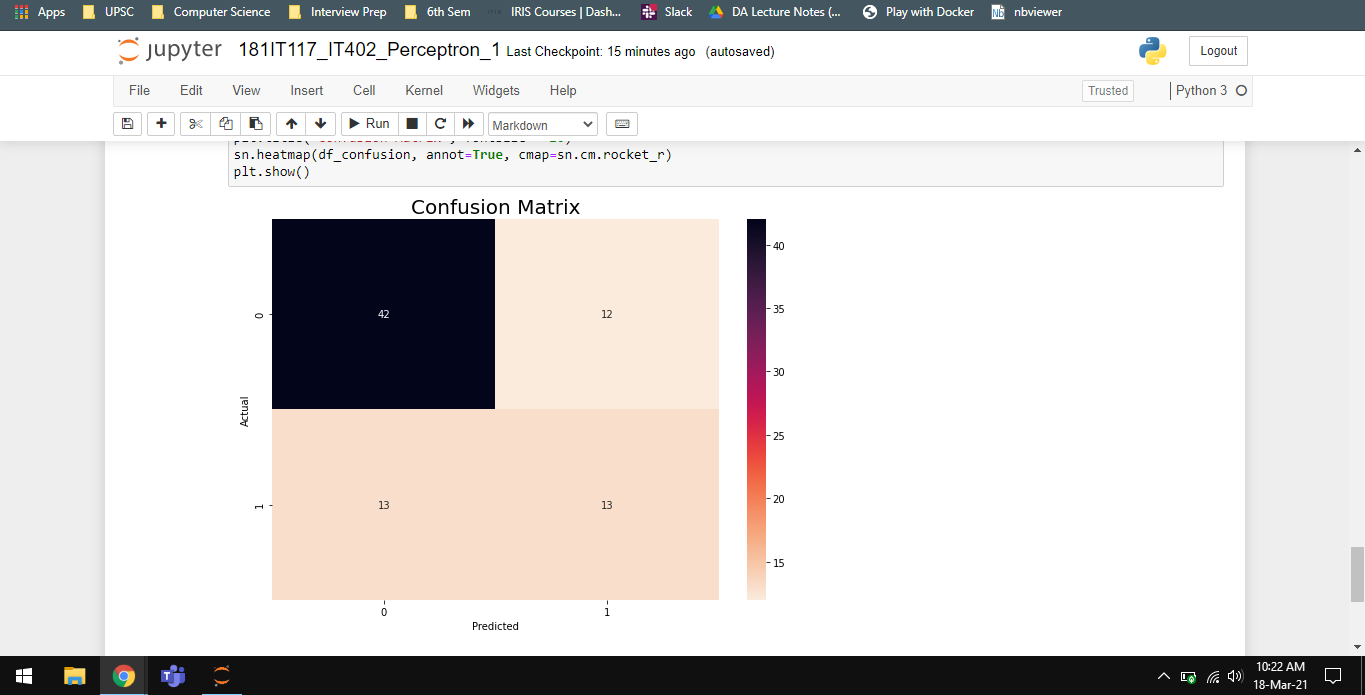 Apps UPSC Computer Science Interview Prep 6th Sem IRIS Courses | Dash... Slack DA Lecture Notes (... Play with Docker nbviewer
jupyter 181IT117_IT402_Perceptron_1 Last Checkpoint: 15 minutes ago (autosaved) Logout
File Edit View Insert Cell Kernel Widgets Help Trusted Python 3
Run Markdown
sn.heatmap(df_confusion, annot=True, cmap=sn.cm.rocket_r)
plt.show()
Confusion Matrix
40
42 12
0
35
30
Actual
25
20
13 13
1
15
0 1
Predicted
10:22 AM
18-Mar-21